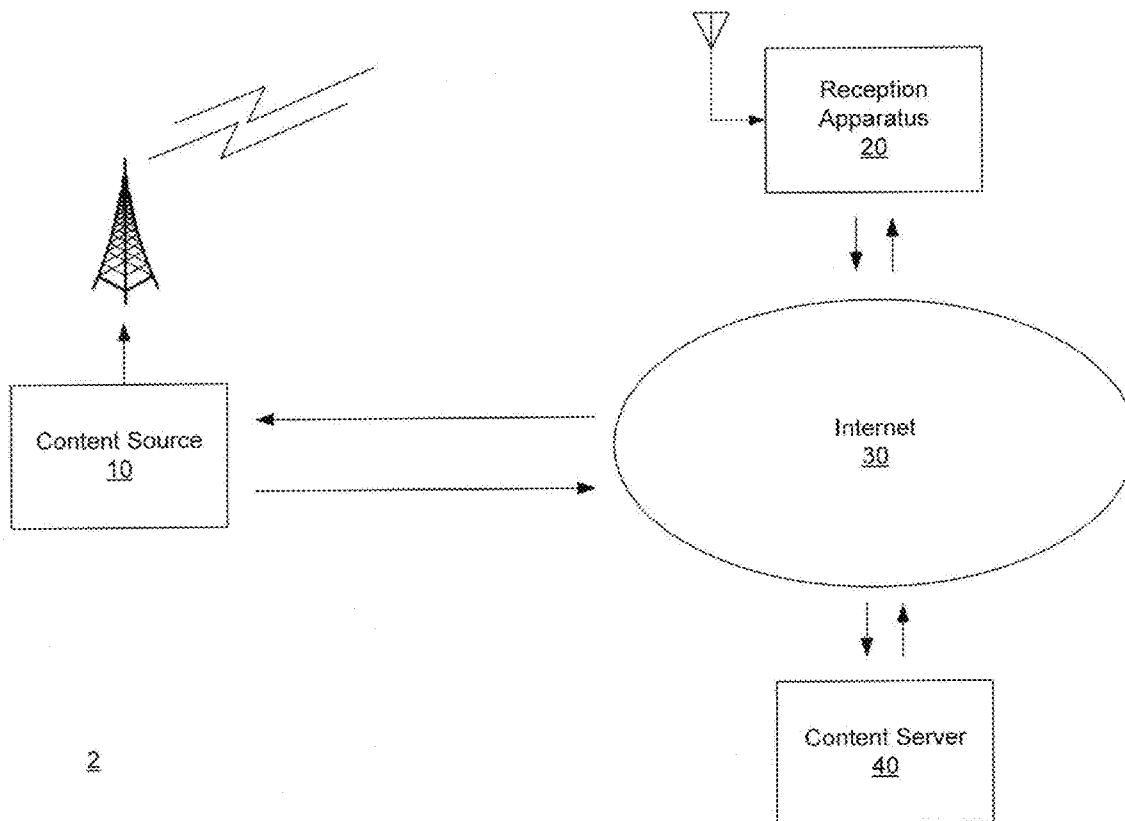 Reception
Apparatus
20
Content Source
10
Internet
30
Content Server
40
2